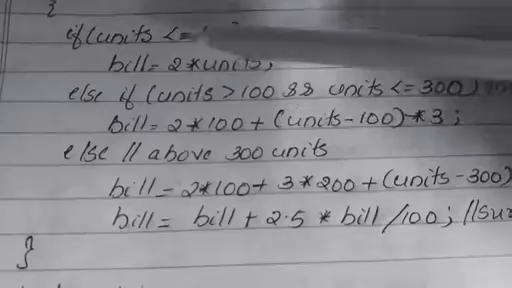 {
if(units <=
bill= 2*units;
else if (units >100 && units <=300)
bill= 2*100+(units-100)*3;
else // above 300 units
bill= 2*100+ 3*200+(units-300)
bill= bill+2.5 * bill/100; //sur
}